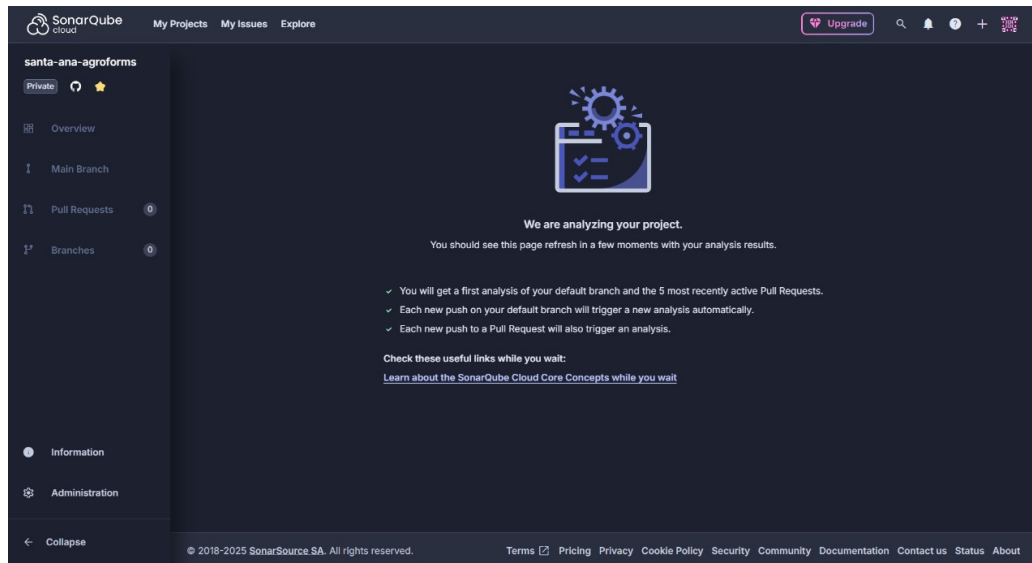 SonarQube
cloud
My Projects My Issues Explore
Upgrade
santa-ana-agroforms
Private
Overview
Main Branch
Pull Requests 0
Branches 0
We are analyzing your project.
You should see this page refresh in a few moments with your analysis results.
You will get a first analysis of your default branch and the 5 most recently active Pull Requests.
Each new push on your default branch will trigger a new analysis automatically.
Each new push to a Pull Request will also trigger an analysis.
Check these useful links while you wait:
Learn about the SonarQube Cloud Core Concepts while you wait
Information
Administration
Collapse
© 2018-2025 SonarSource SA. All rights reserved.
Terms Pricing Privacy Cookie Policy Security Community Documentation Contact us Status About